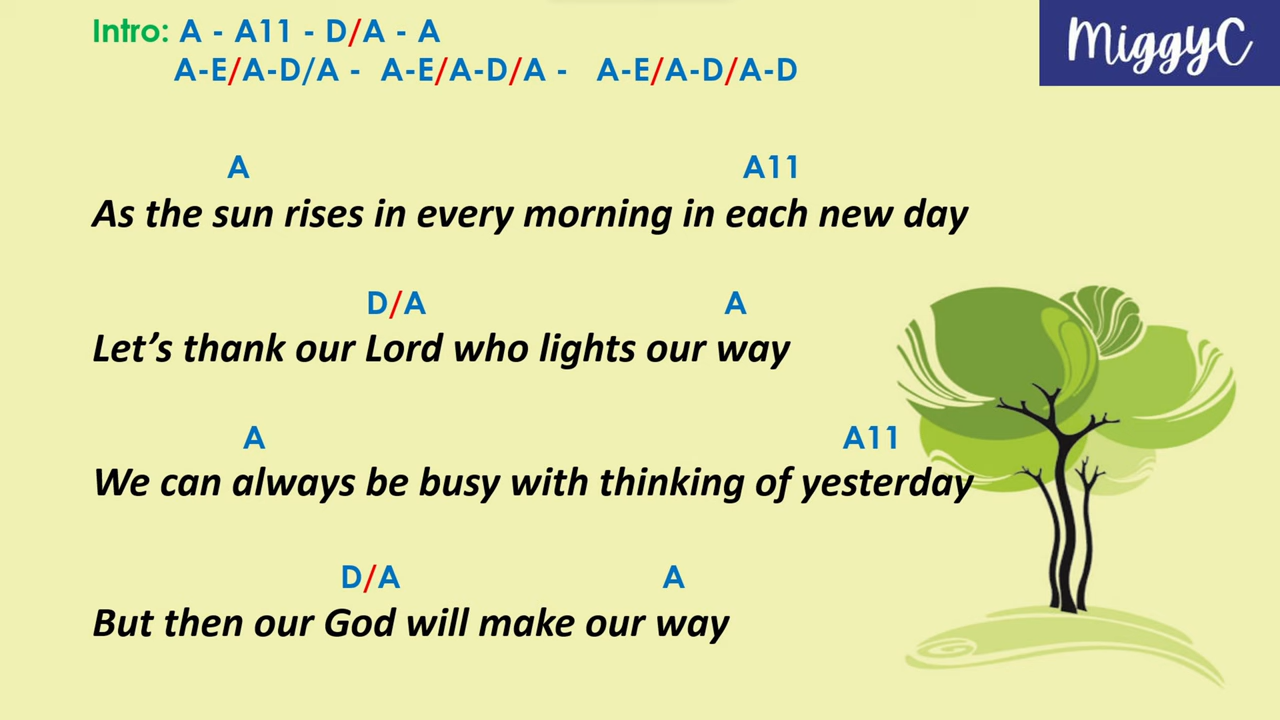 Intro: A - A11 - D/A - A
MiggyC
A-E/A-D/A - A-E/A-D/A - A-E/A-D/A-D
A A11
As the sun rises in every morning in each new day
D/A A
Let's thank our Lord who lights our way
A A11
We can always be busy with thinking of yesterday
D/A A
But then our God will make our way